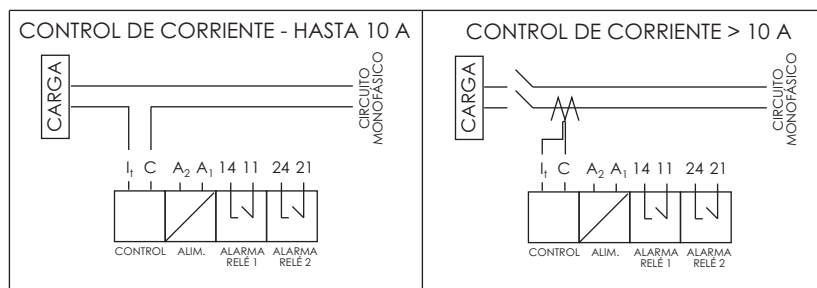 CONTROL DE CORRIENTE - HASTA 10 A
CARGA
CIRCUITO
MONOFÁSICO
I₁ C A₂ A₁ 14 11 24 21
CONTROL ALIM. ALARMA ALARMA
RELÉ 1 RELÉ 2
CONTROL DE CORRIENTE > 10 A
CARGA
CIRCUITO
MONOFÁSICO
I₁ C A₂ A₁ 14 11 24 21
CONTROL ALIM. ALARMA ALARMA
RELÉ 1 RELÉ 2